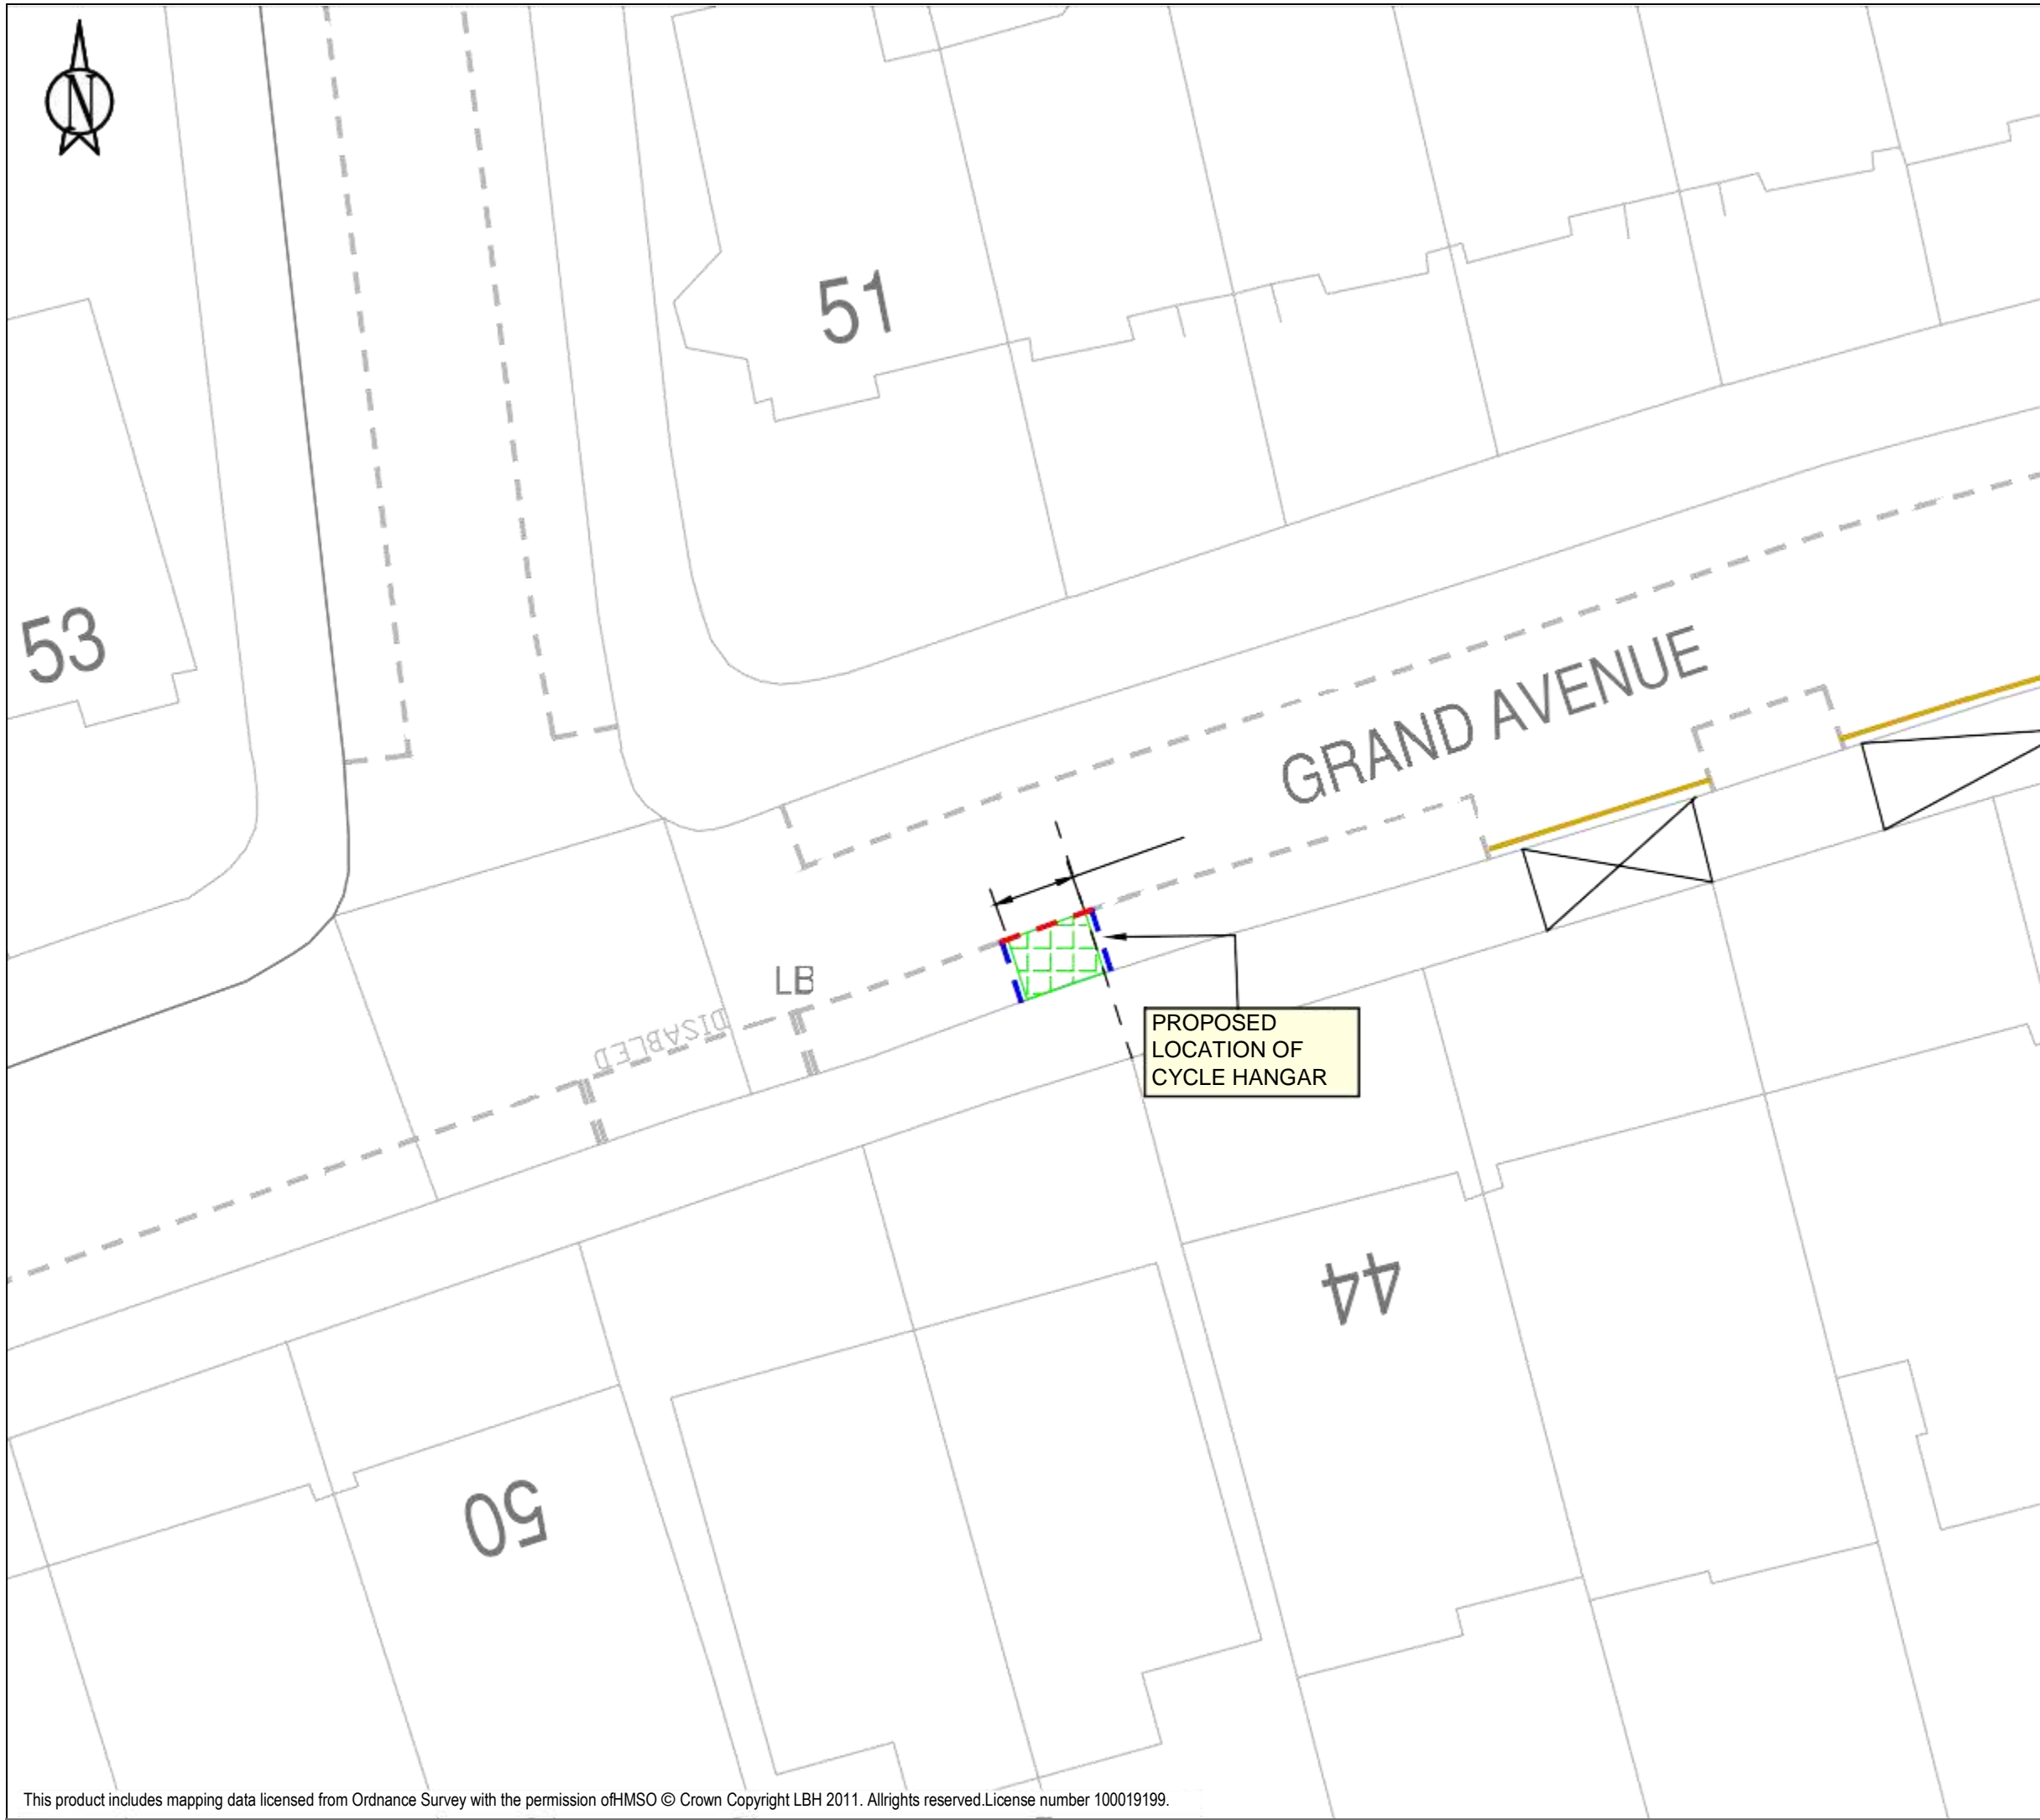 N
51
53
GRAND AVENUE
LB
DISABLED
PROPOSED
LOCATION OF
CYCLE HANGAR
44
50
This product includes mapping data licensed from Ordnance Survey with the permission ofHMSO © Crown Copyright LBH 2011. Allrights reserved.License number 100019199.